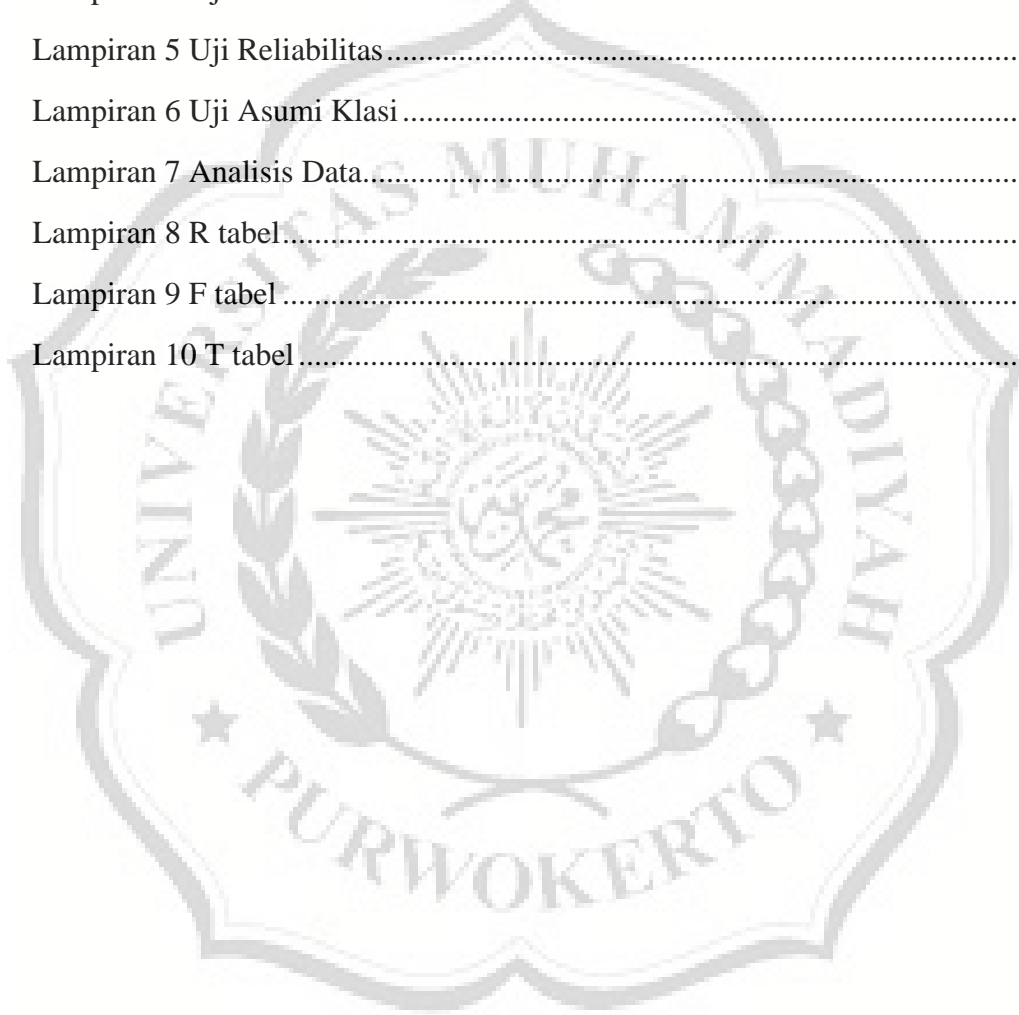 Lampiran 5 Uji Reliabilitas................................................................................
Lampiran 6 Uji Asumi Klasi..............................................................................
Lampiran 7 Analisis Data..................................................................................
Lampiran 8 R tabel............................................................................................
Lampiran 9 F tabel............................................................................................
Lampiran 10 T tabel..........................................................................................
UNIVERSITAS MUHAMMADIYAH
PURWOKERTO